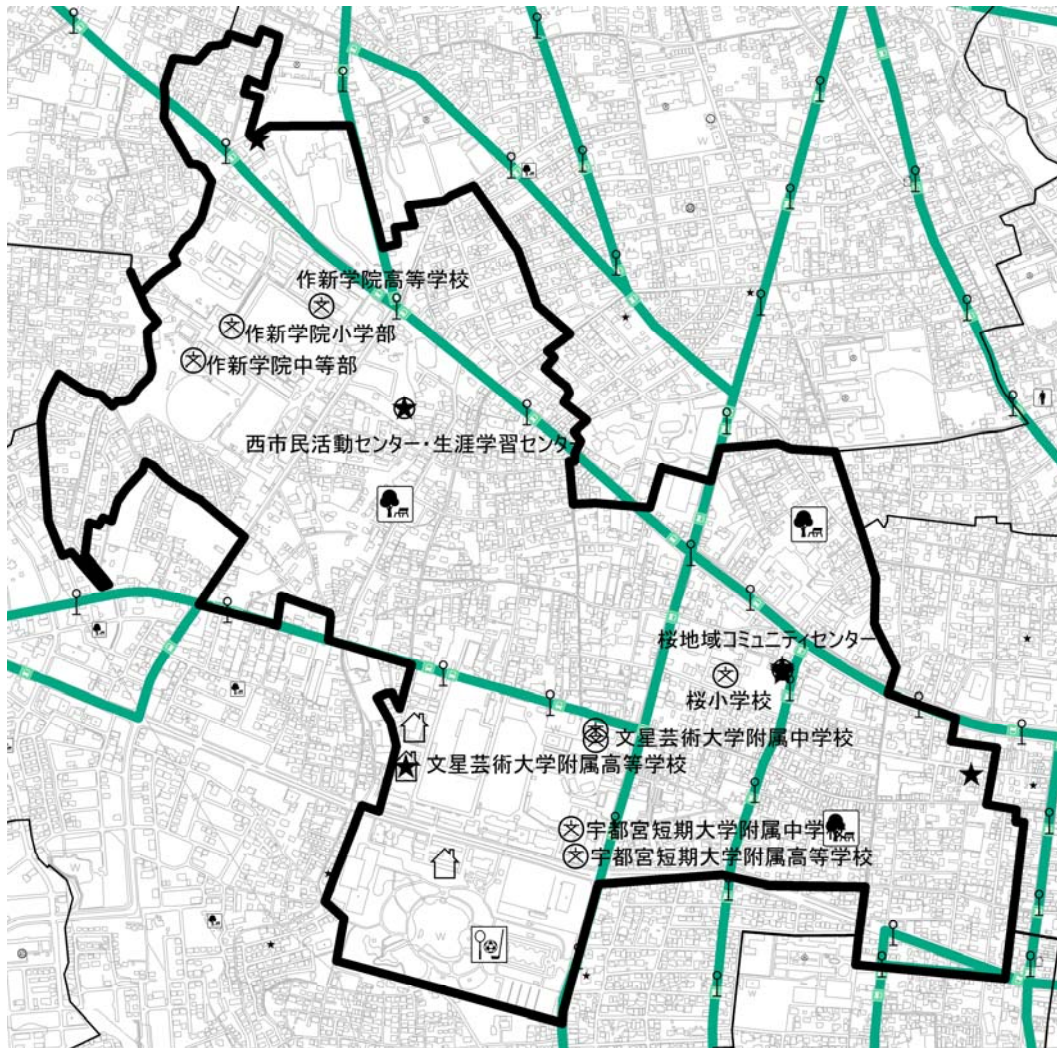 作新学院高等学校
作新学院小学部
作新学院中等部
西市民活動センター・生涯学習センター
桜地域コミュニティセンター
桜小学校
文星芸術大学附属中学校
文星芸術大学附属高等学校
宇都宮短期大学附属中学校
宇都宮短期大学附属高等学校